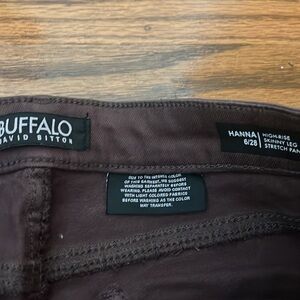 BUFFALO
DAVID BITTON
HANNA
6/28
HIGH-RISE
SKINNY LEG
STRETCH PAN
DUE TO THE INTENSE COLOR
OF THIS GARMENT, WE SUGGEST
WASHING SEPARATELY BEFORE
WEARING. PLEASE AVOID CONTACT
WITH LIGHT COLORED FABRICS
BEFORE WASHING AS THE COLOR
MAY TRANSFER.